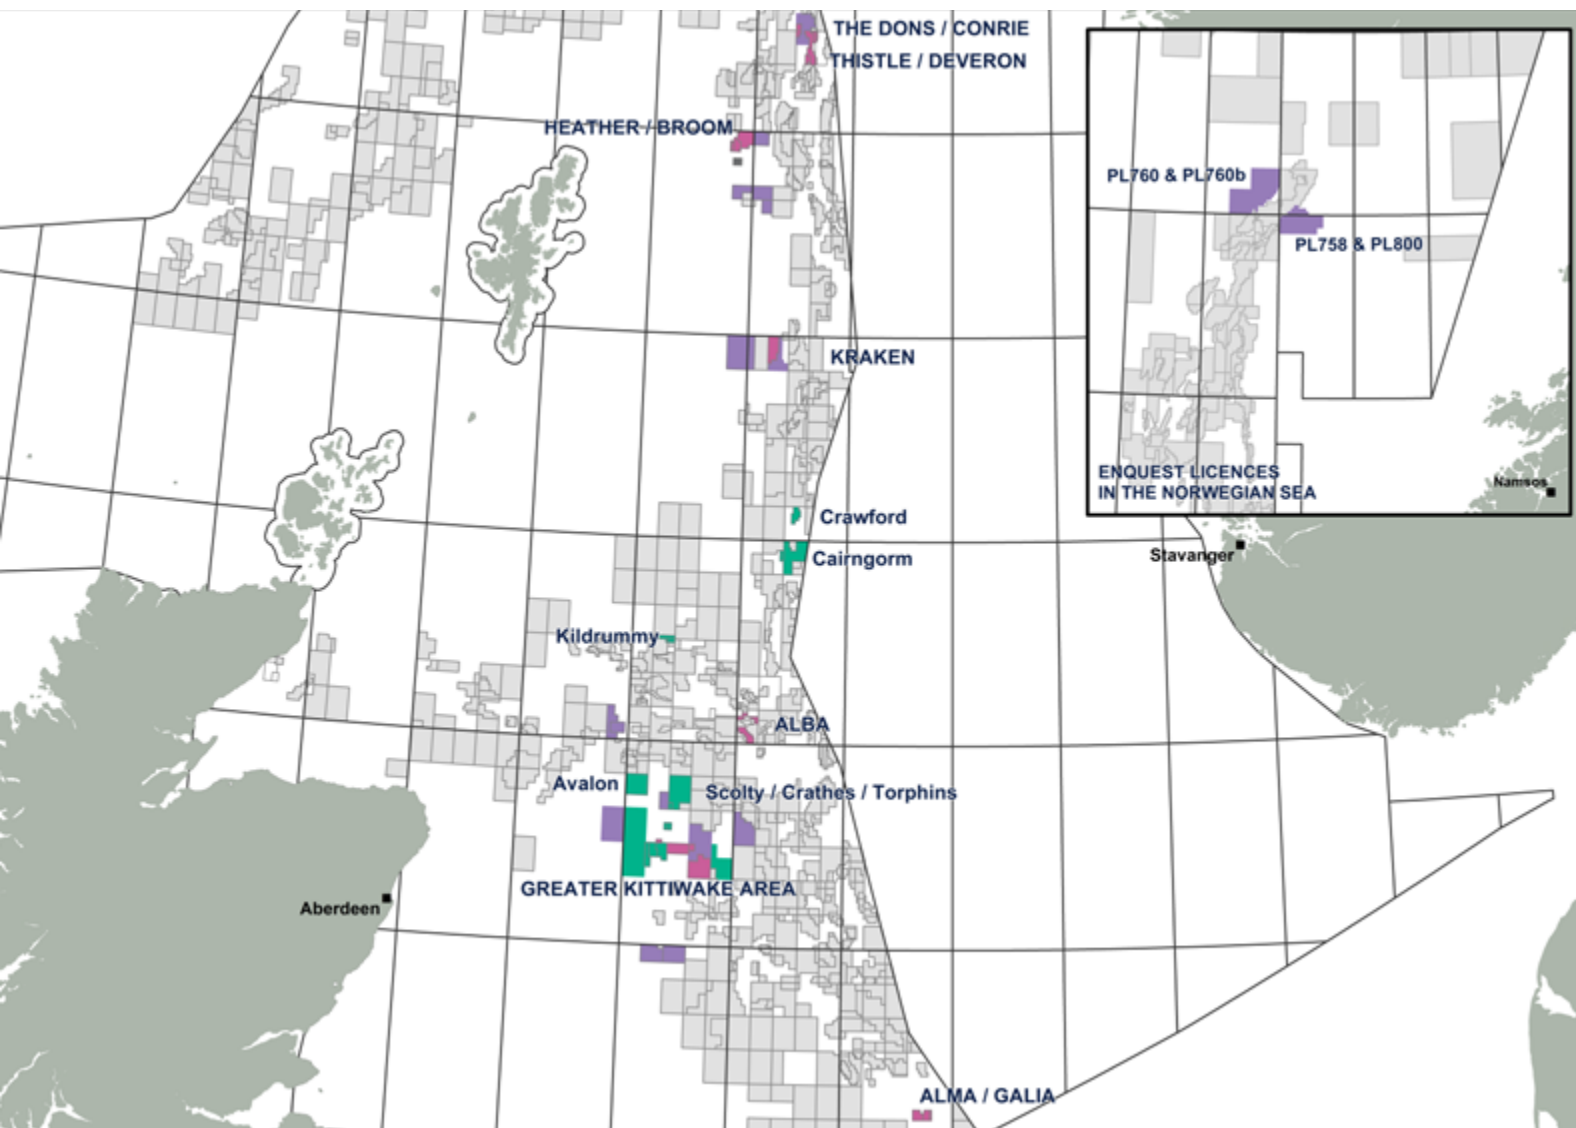 THE DONS / CONRIE
THISTLE / DEVERON
HEATHER / BROOM
PL760 & PL760b
PL758 & PL800
KRAKEN
ENQUEST LICENCES
IN THE NORWEGIAN SEA
Namsos
Crawford
Stavanger
Cairngorm
Kildrummy
ALBA
Avalon
Scolty / Crathes / Torphins
GREATER KITTIWAKE AREA
Aberdeen
ALMA / GALIA